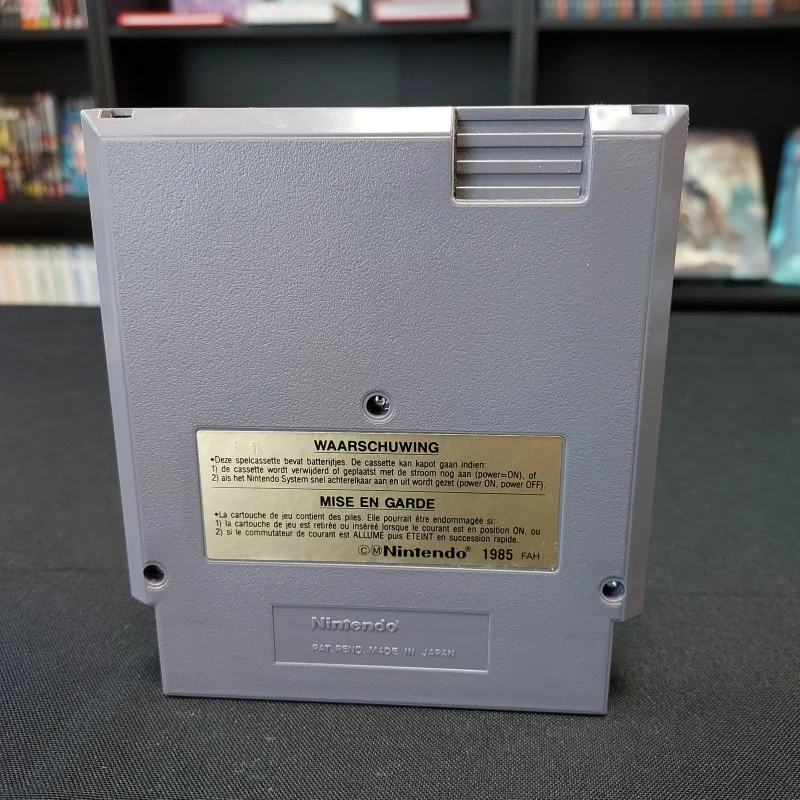 WAARSCHUWING
•Deze spelcassette bevat batterijtjes. De cassette kan kapot gaan indien:
1) de cassette wordt verwijderd of geplaatst met de stroom nog aan (power=ON), of
2) als het Nintendo System snel achterelkaar aan en uit wordt gezet (power ON, power OFF).
MISE EN GARDE
•La cartouche de jeu contient des piles. Elle pourrait être endommagée si:
1) la cartouche de jeu est retirée ou inséreé lorsque le courant est en position ON, ou
2) si le commutateur de courant est ALLUME puis ETEINT en succession rapide.
©ⓂNintendo® 1985 FAH
Nintendo®
PAT. PEND. MADE IN JAPAN